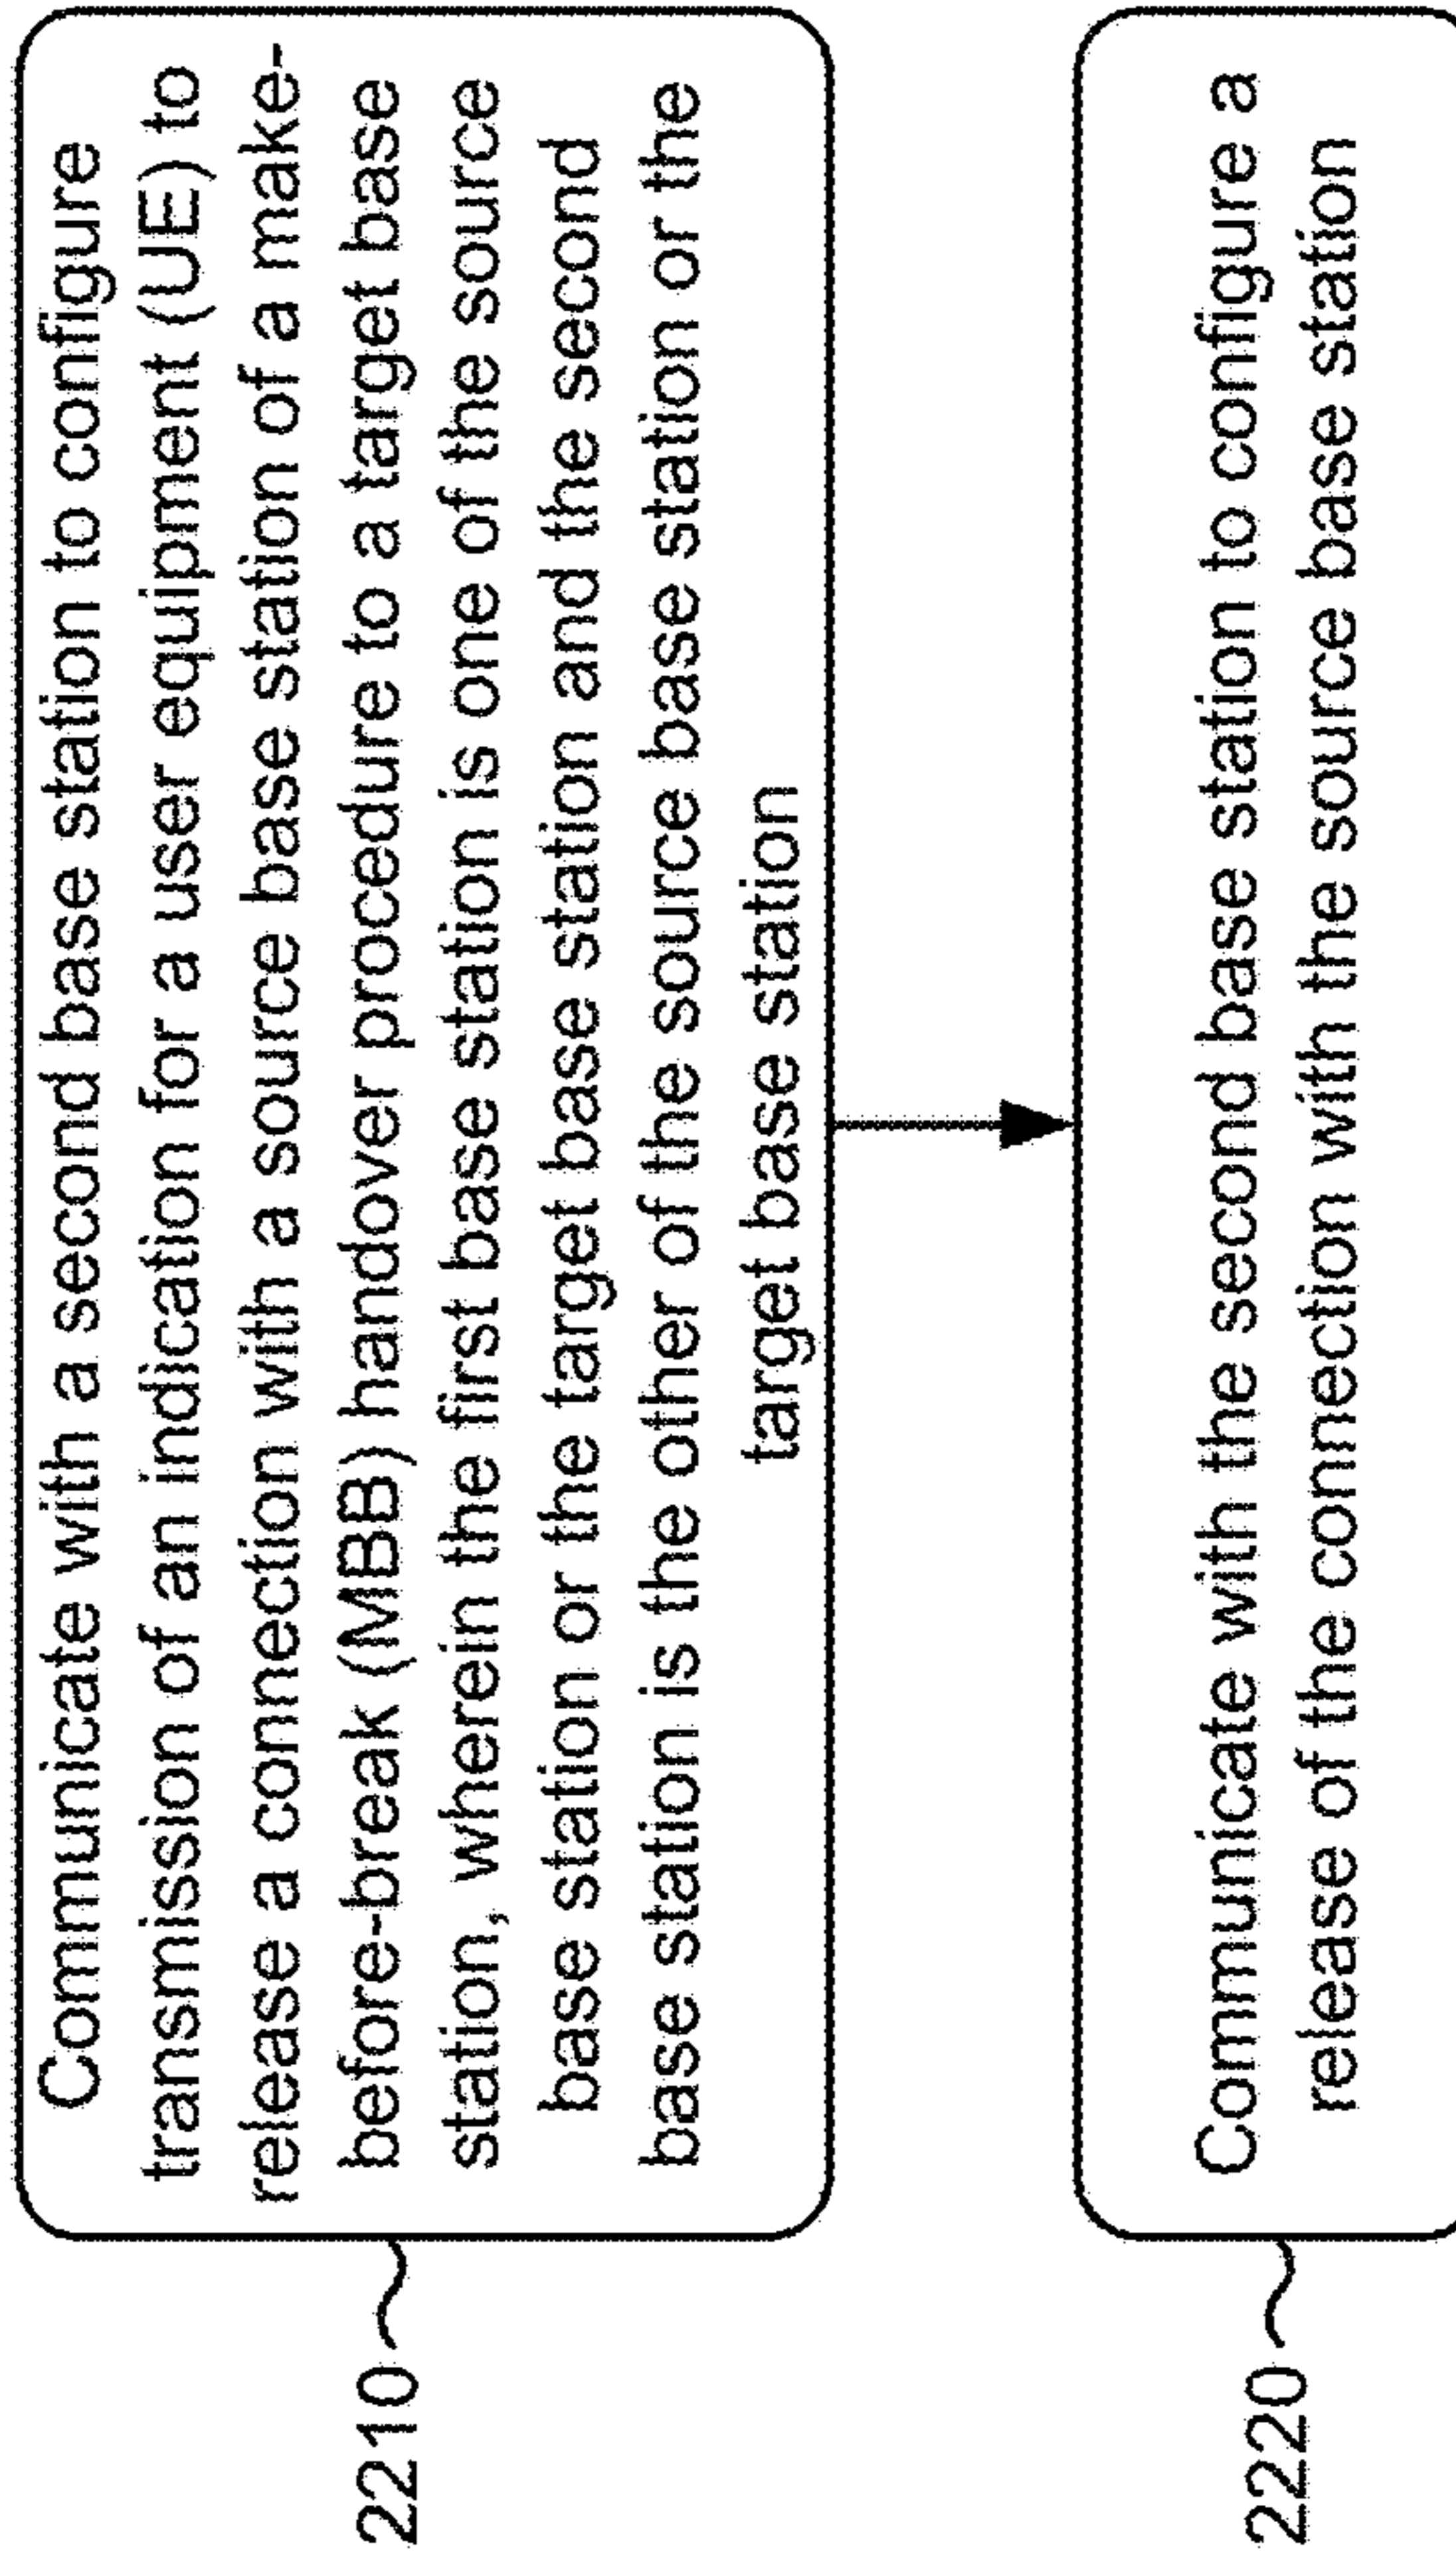 Communicate with a second base station to configure
transmission of an indication for a user equipment (UE) to
release a connection with a source base station of a make-
before-break (MBB) handover procedure to a target base
station, wherein the first base station is one of the source
base station or the target base station and the second
base station is the other of the source base station or the
target base station
2210
Communicate with the second base station to configure a
release of the connection with the source base station
2220